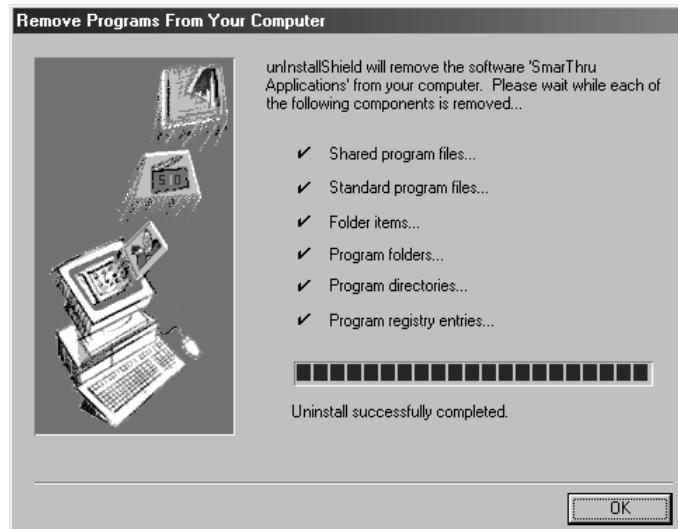 Remove Programs From Your Computer
unInstallShield will remove the software 'SmarThru
Applications' from your computer. Please wait while each of
the following components is removed...
✔ Shared program files...
✔ Standard program files...
✔ Folder items...
✔ Program folders...
✔ Program directories...
✔ Program registry entries...
Uninstall successfully completed.
OK